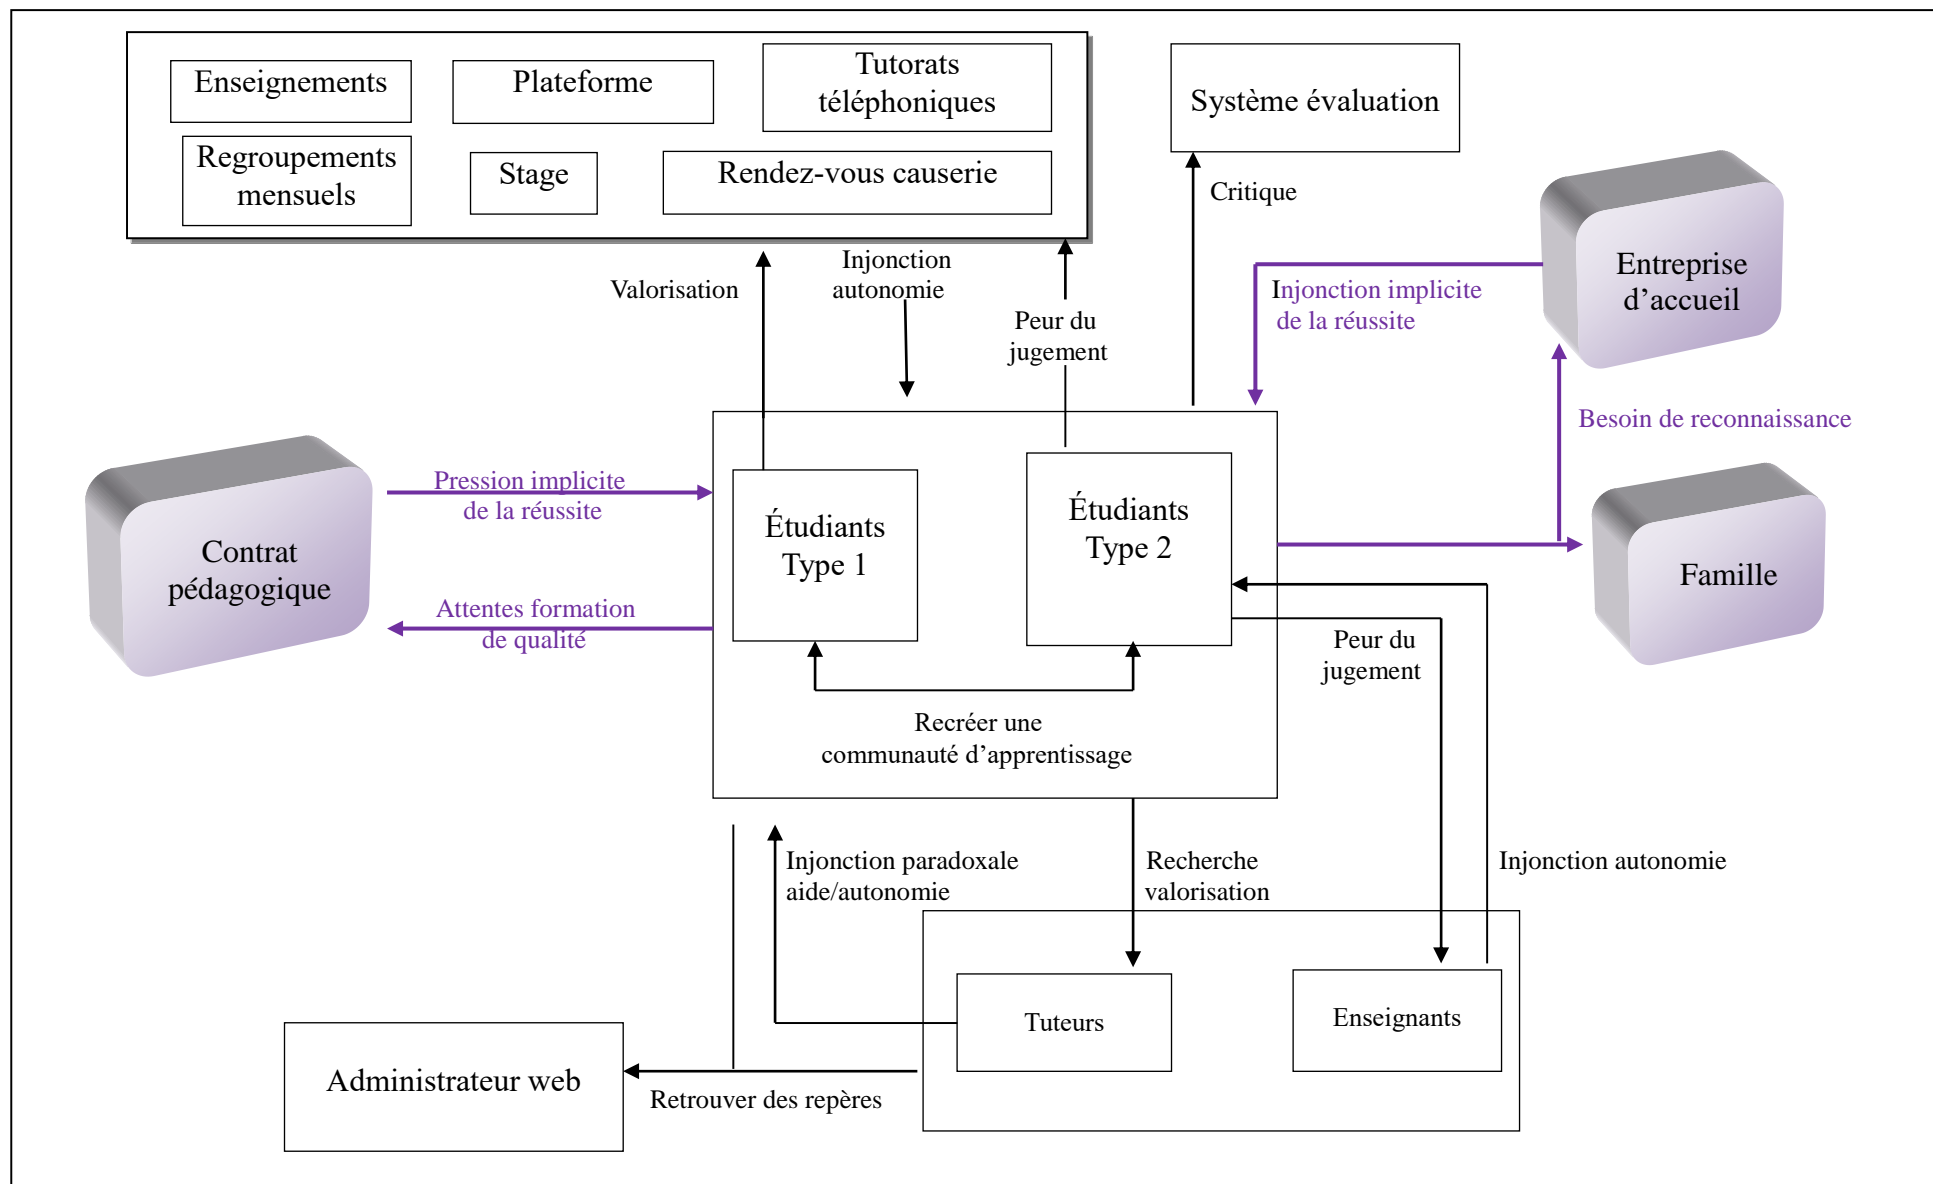 Enseignements
Plateforme
Tutorats
téléphoniques
Regroupements
mensuels
Stage
Rendez-vous causerie
Système évaluation
Critique
Valorisation
Injonction
autonomie
Peur du
jugement
Injonction implicite
de la réussite
Entreprise
d’accueil
Besoin de reconnaissance
Contrat
pédagogique
Pression implicite
de la réussite
Attentes formation
de qualité
Étudiants
Type 1
Étudiants
Type 2
Famille
Recréer une
communauté d’apprentissage
Peur du
jugement
Injonction paradoxale
aide/autonomie
Recherche
valorisation
Injonction autonomie
Tuteurs
Enseignants
Administrateur web
Retrouver des repères